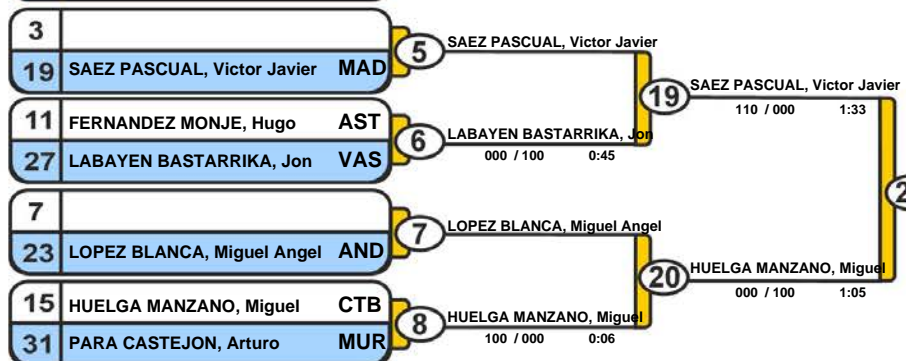 3
19 SAEZ PASCUAL, Victor Javier MAD
5
SAEZ PASCUAL, Victor Javier
11 FERNANDEZ MONJE, Hugo AST
27 LABAYEN BASTARRIKA, Jon VAS
6
LABAYEN BASTARRIKA, Jon
000 / 100 0:45
19
SAEZ PASCUAL, Victor Javier
110 / 000 1:33
7
23 LOPEZ BLANCA, Miguel Angel AND
7
LOPEZ BLANCA, Miguel Angel
15 HUELGA MANZANO, Miguel CTB
31 PARA CASTEJON, Arturo MUR
8
HUELGA MANZANO, Miguel
100 / 000 0:06
20
HUELGA MANZANO, Miguel
000 / 100 1:05